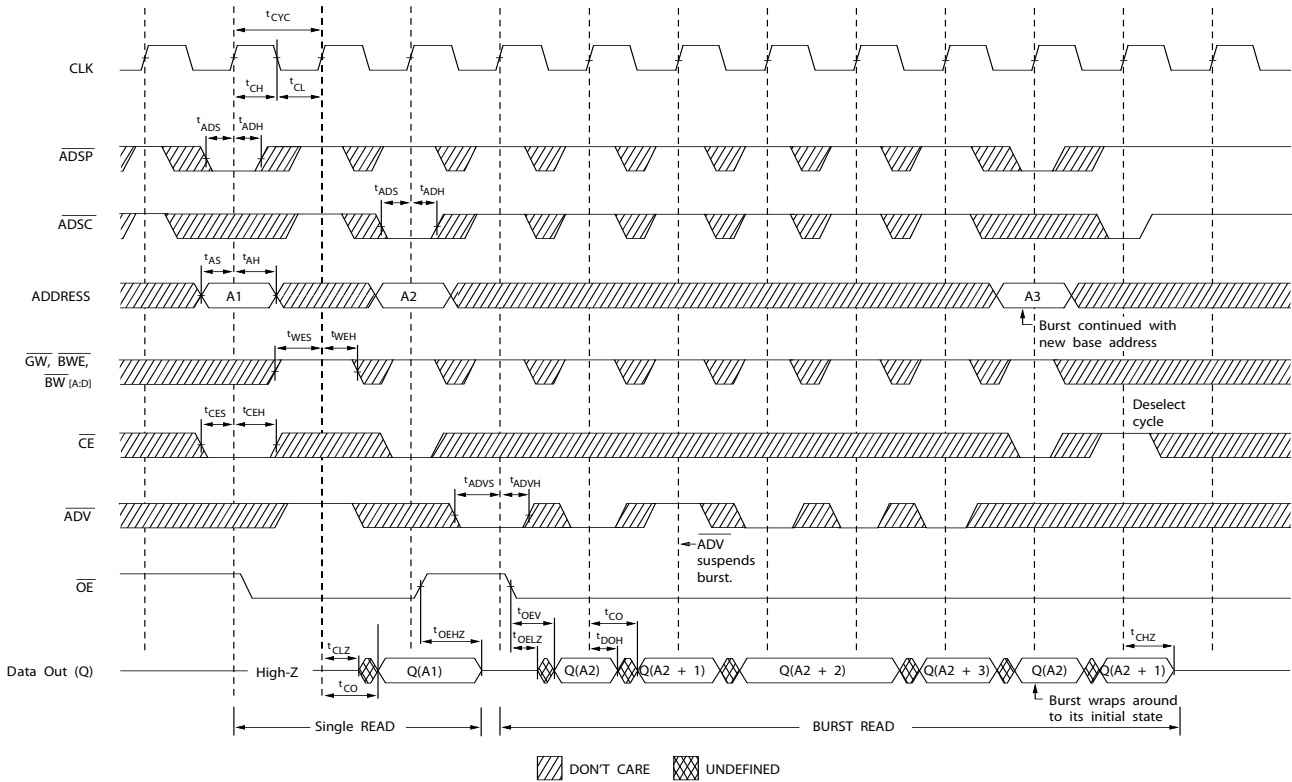 tCYC
CLK
tCH
tCL
tADS
tADH
ADSP
tADS
tADH
ADSC
tAS
tAH
ADDRESS
A1
A2
A3
Burst continued with
new base address
tWES
tWEH
GW, BWE,
BW [A:D]
tCES
tCEH
Deselect
cycle
CE
tADVS
tADVH
ADV
ADV
suspends
burst.
OE
tOEV
tCO
tOEHZ
tOELZ
tDOH
tCHZ
tCLZ
Data Out (Q)
High-Z
Q(A1)
Q(A2)
Q(A2 + 1)
Q(A2 + 2)
Q(A2 + 3)
Q(A2)
Q(A2 + 1)
tCO
Burst wraps around
to its initial state
Single READ
BURST READ
DON'T CARE
UNDEFINED